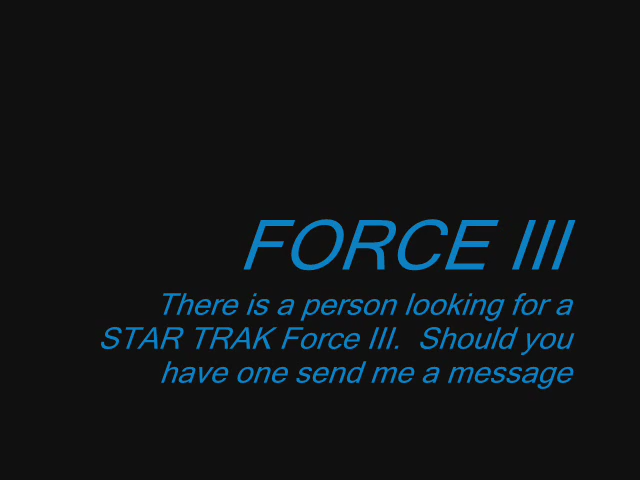 FORCE III
There is a person looking for a
STAR TRAK Force III.  Should you
have one send me a message